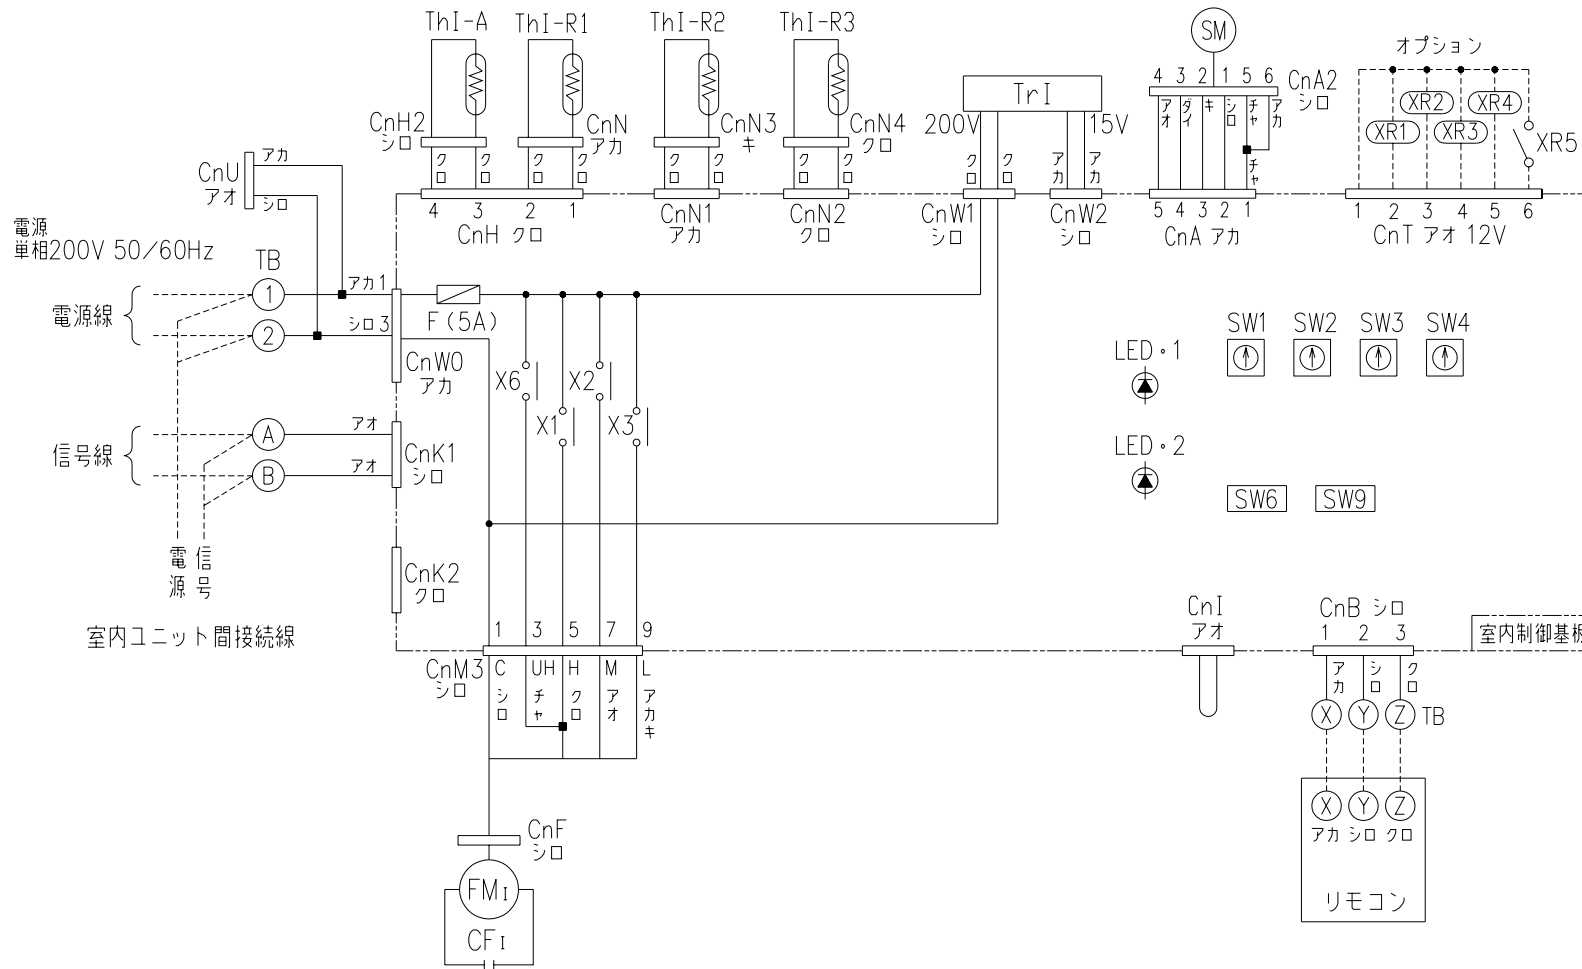 ThI-A ThI-R1 ThI-R2 ThI-R3
SM
オプション
4 3 2 1 5 6
CnA2
シロ
アオ ダイ キ シロ チャ アカ
チャ
TrI
200V 15V
XR1 XR2 XR3 XR4 XR5
CnH2
シロ
CnN
アカ
CnN3
キ
CnN4
クロ
クロ クロ クロ クロ クロ クロ クロ クロ クロ クロ アカ アカ
CnU
アオ
アカ
シロ
4 3 2 1
CnH クロ
CnN1
アカ
CnN2
クロ
CnW1
シロ
CnW2
シロ
5 4 3 2 1
CnA アカ
1 2 3 4 5 6
CnT アオ 12V
電源
単相200V 50/60Hz
TB
電源線
1
2
アカ 1
シロ 3
F(5A)
CnW0
アカ
X6 X2
X1 X3
LED・1
LED・2
SW1 SW2 SW3 SW4
SW6 SW9
信号線
A
B
アオ
アオ
CnK1
シロ
CnK2
クロ
電源
信号
室内ユニット間接続線
1 3 5 7 9
CnM3
シロ
C UH H M L
シロ チャ クロ アオ アカキ
CnI
アオ
CnB シロ
1 2 3
室内制御基板
アカ シロ クロ
X Y Z TB
X Y Z
アカ シロ クロ
リモコン
CnF
シロ
FMI
CFI